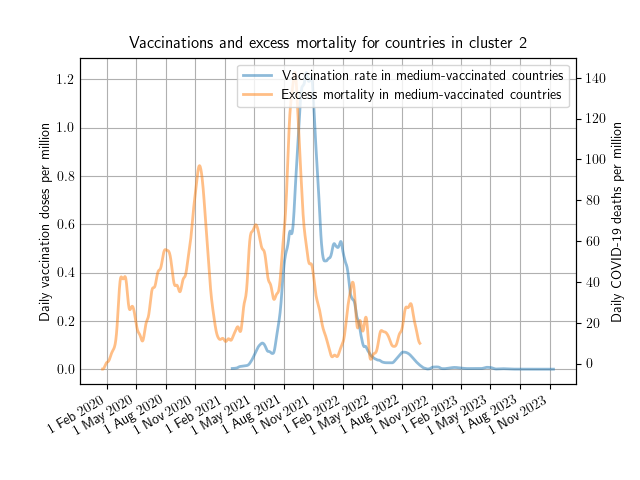 Vaccinations and excess mortality for countries in cluster 2
Vaccination rate in medium-vaccinated countries
Excess mortality in medium-vaccinated countries
Daily vaccination doses per million
0.0
0.2
0.4
0.6
0.8
1.0
1.2
Daily COVID-19 deaths per million
0
20
40
60
80
100
120
140
1 Feb 2020
1 May 2020
1 Aug 2020
1 Nov 2020
1 Feb 2021
1 May 2021
1 Aug 2021
1 Nov 2021
1 Feb 2022
1 May 2022
1 Aug 2022
1 Nov 2022
1 Feb 2023
1 May 2023
1 Aug 2023
1 Nov 2023